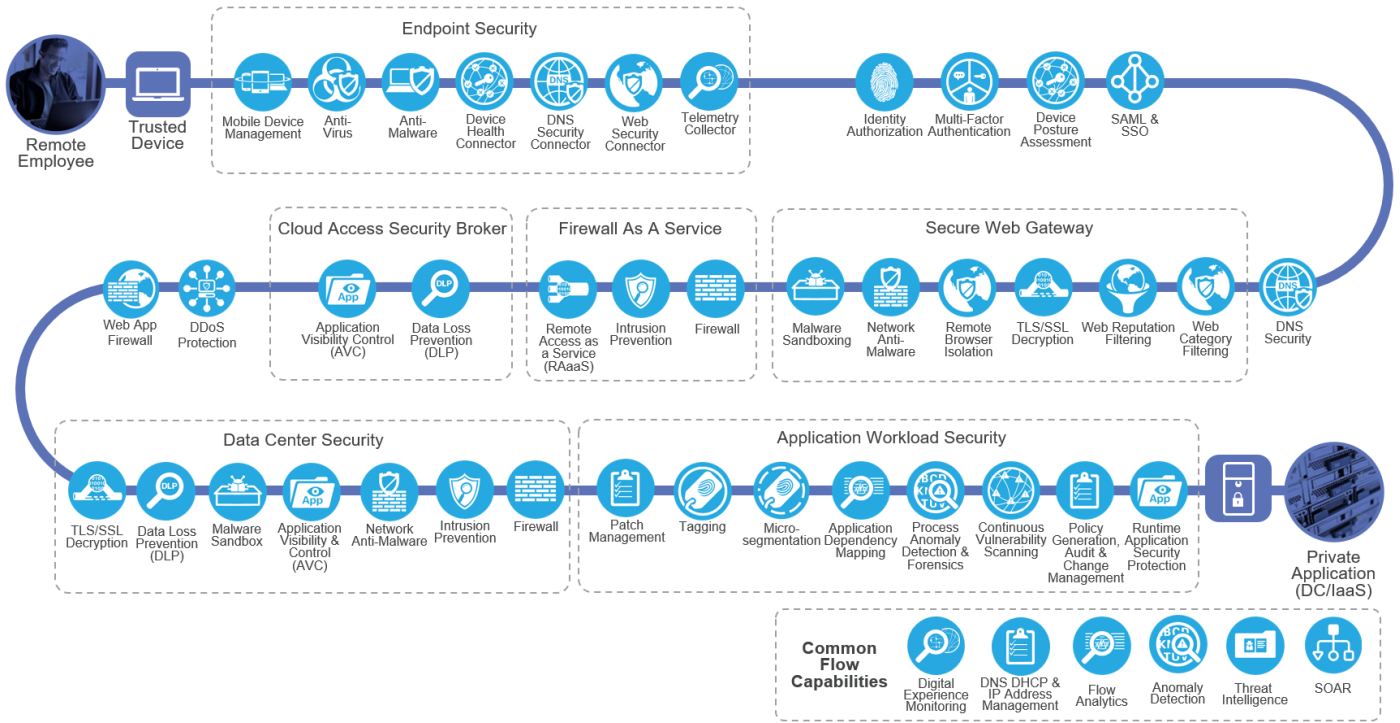 Endpoint Security
Remote
Employee
Trusted
Device
Mobile Device
Management
Anti-
Virus
Anti-
Malware
Device
Health
Connector
DNS
DNS
Security
Connector
Web
Security
Connector
Telemetry
Collector
Identity
Authorization
Multi-Factor
Authentication
Device
Posture
Assessment
SAML &
SSO
Cloud Access Security Broker
Firewall As A Service
Secure Web Gateway
Web App
Firewall
DDoS
Protection
App
Application
Visibility Control
(AVC)
DLP
Data Loss
Prevention
(DLP)
Remote
Access as
a Service
(RAaaS)
Intrusion
Prevention
Firewall
Malware
Sandboxing
Network
Anti-
Malware
Remote
Browser
Isolation
TLS/SSL
Decryption
Web Reputation
Filtering
Web
Category
Filtering
DNS
DNS
Security
Data Center Security
Application Workload Security
TLS/SSL
Decryption
DLP
Data Loss
Prevention
(DLP)
Malware
Sandbox
App
Application
Visibility &
Control
(AVC)
Network
Anti-Malware
Intrusion
Prevention
Firewall
Patch
Management
Tagging
Micro-
segmentation
Application
Dependency
Mapping
Process
Anomaly
Detection &
Forensics
Continuous
Vulnerability
Scanning
Policy
Generation,
Audit &
Change
Management
App
Runtime
Application
Security
Protection
Private
Application
(DC/IaaS)
Common
Flow
Capabilities
Digital
Experience
Monitoring
DNS DHCP &
IP Address
Management
Flow
Analytics
Anomaly
Detection
Threat
Intelligence
SOAR